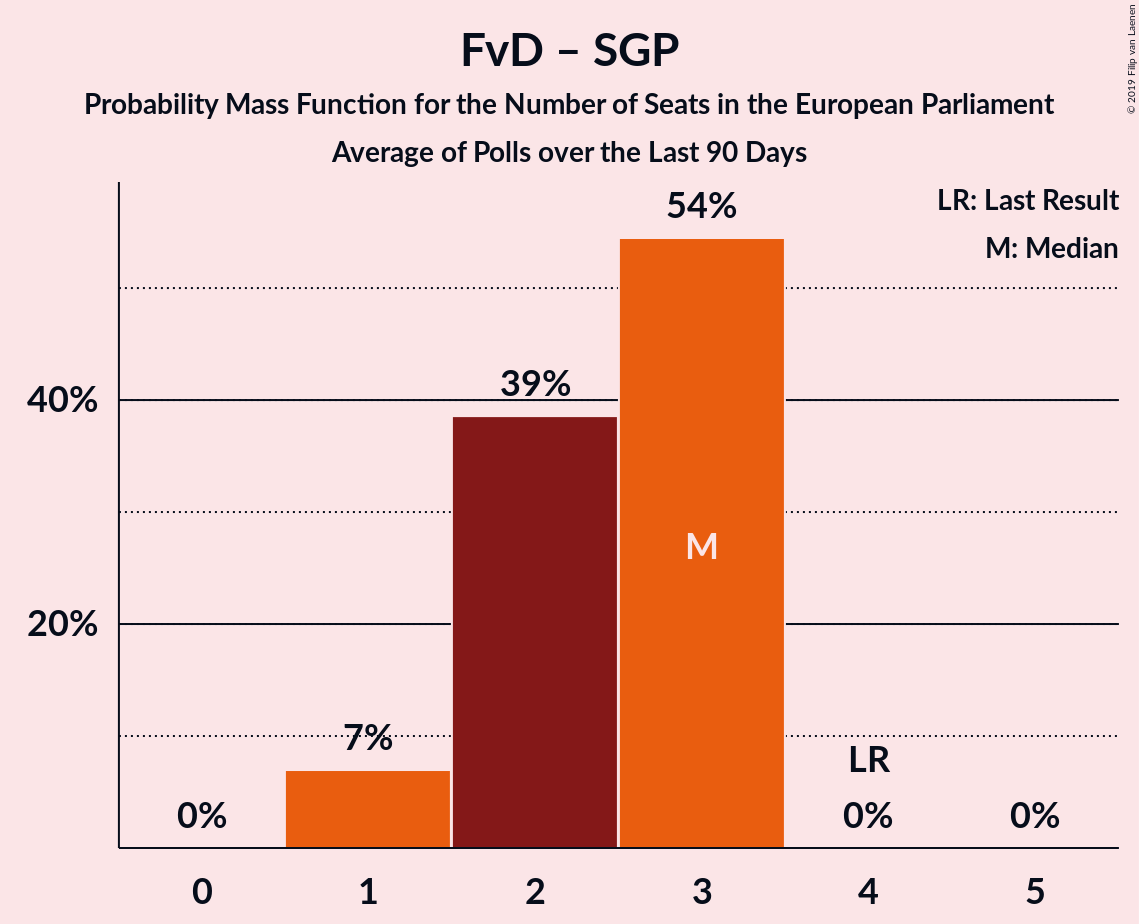 FvD – SGP
Probability Mass Function for the Number of Seats in the European Parliament
Average of Polls over the Last 90 Days
© 2019 Filip van Laenen
LR: Last Result
M: Median
54%
39%
40%
M
20%
7%
LR
0%
0%
0%
0 1 2 3 4 5